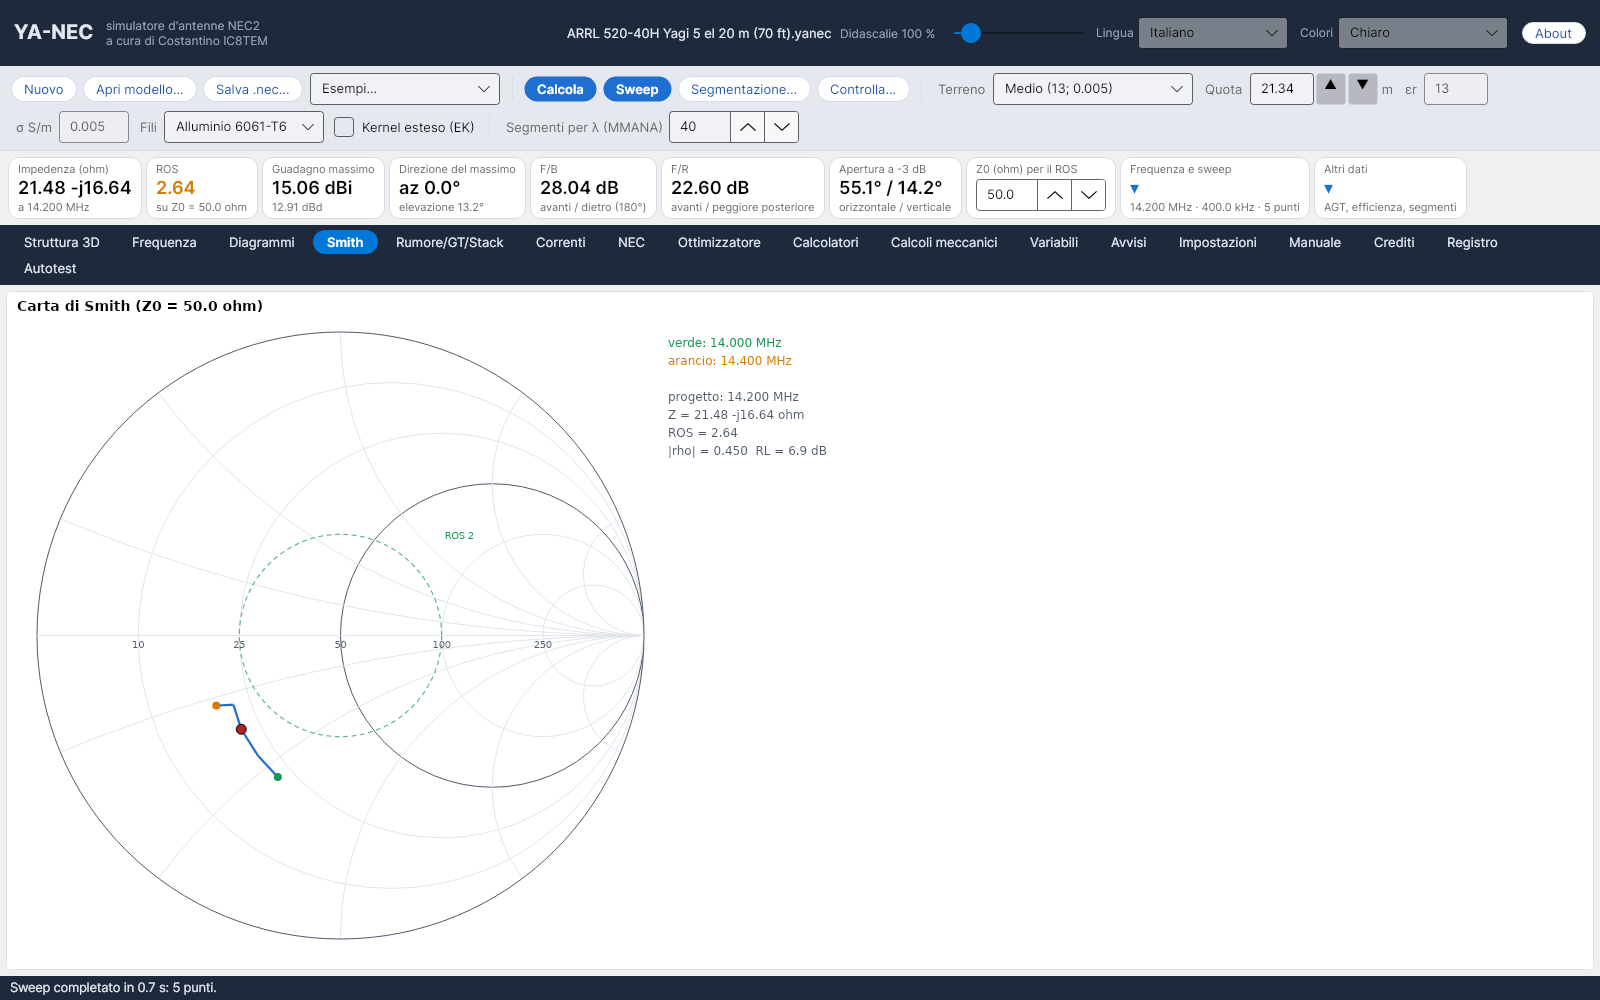 YA-NEC
simulatore d'antenne NEC2
a cura di Costantino IC8TEM
ARRL 520-40H Yagi 5 el 20 m (70 ft).yanec
Didascalie 100 %
Lingua
Italiano
Colori
Chiaro
About
Nuovo
Apri modello...
Salva .nec...
Esempi...
Calcola
Sweep
Segmentazione...
Controlla...
Terreno
Medio (13; 0.005)
Quota
21.34
m
εr
13
σ S/m
0.005
Fili
Alluminio 6061-T6
Kernel esteso (EK)
Segmenti per λ (MMANA)
40
Impedenza (ohm)
21.48 -j16.64
a 14.200 MHz
ROS
2.64
su Z0 = 50.0 ohm
Guadagno massimo
15.06 dBi
12.91 dBd
Direzione del massimo
az 0.0°
elevazione 13.2°
F/B
28.04 dB
avanti / dietro (180°)
F/R
22.60 dB
avanti / peggiore posteriore
Apertura a -3 dB
55.1° / 14.2°
orizzontale / verticale
Z0 (ohm) per il ROS
50.0
Frequenza e sweep
▼
14.200 MHz · 400.0 kHz · 5 punti
Altri dati
▼
AGT, efficienza, segmenti
Struttura 3D
Frequenza
Diagrammi
Smith
Rumore/GT/Stack
Correnti
NEC
Ottimizzatore
Calcolatori
Calcoli meccanici
Variabili
Avvisi
Impostazioni
Manuale
Crediti
Registro
Autotest
Carta di Smith (Z0 = 50.0 ohm)
verde: 14.000 MHz
arancio: 14.400 MHz
progetto: 14.200 MHz
Z = 21.48 -j16.64 ohm
ROS = 2.64
|rho| = 0.450  RL = 6.9 dB
ROS 2
10
25
50
100
250
Sweep completato in 0.7 s: 5 punti.